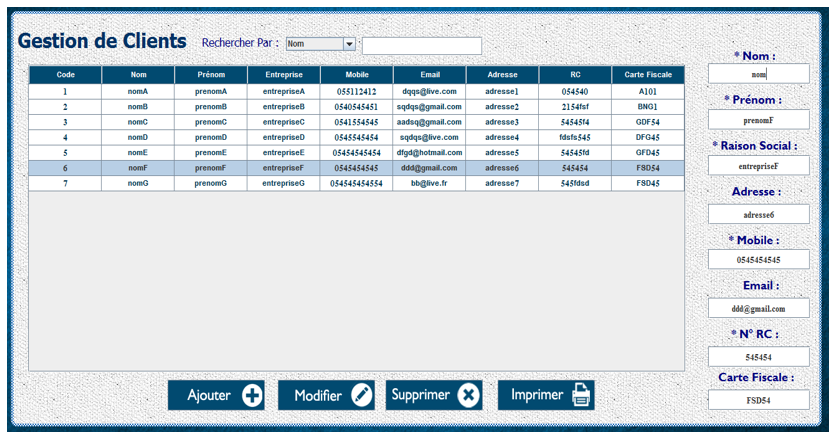 Gestion de Clients Rechercher Par : Nom
Code Nom Prénom Entreprise Mobile Email Adresse RC Carte Fiscale
1 nomA prenomA entrepriseA 055112412 dqqs@live.com adresse1 054540 A101
2 nomB prenomB entrepriseB 0540545451 sqdqs@gmail.com adresse2 2154fsf BNG1
3 nomC prenomC entrepriseC 0541554545 aadsq@gmail.com adresse3 54545f4 GDF54
4 nomD prenomD entrepriseD 0545545454 sqdqs@live.com adresse4 fdsfs545 DFG45
5 nomE prenomE entrepriseE 05454545454 dfgd@hotmail.com adresse5 54545fd GFD45
6 nomF prenomF entrepriseF 0545454545 ddd@gmail.com adresse6 545454 FSD54
7 nomG prenomG entrepriseG 054545454554 bb@live.fr adresse7 545fdsd FSD45
* Nom :
nom
* Prénom :
prenomF
* Raison Social :
entrepriseF
Adresse :
adresse6
* Mobile :
0545454545
Email :
ddd@gmail.com
* N° RC :
545454
Carte Fiscale :
FSD54
Ajouter Modifier Supprimer Imprimer